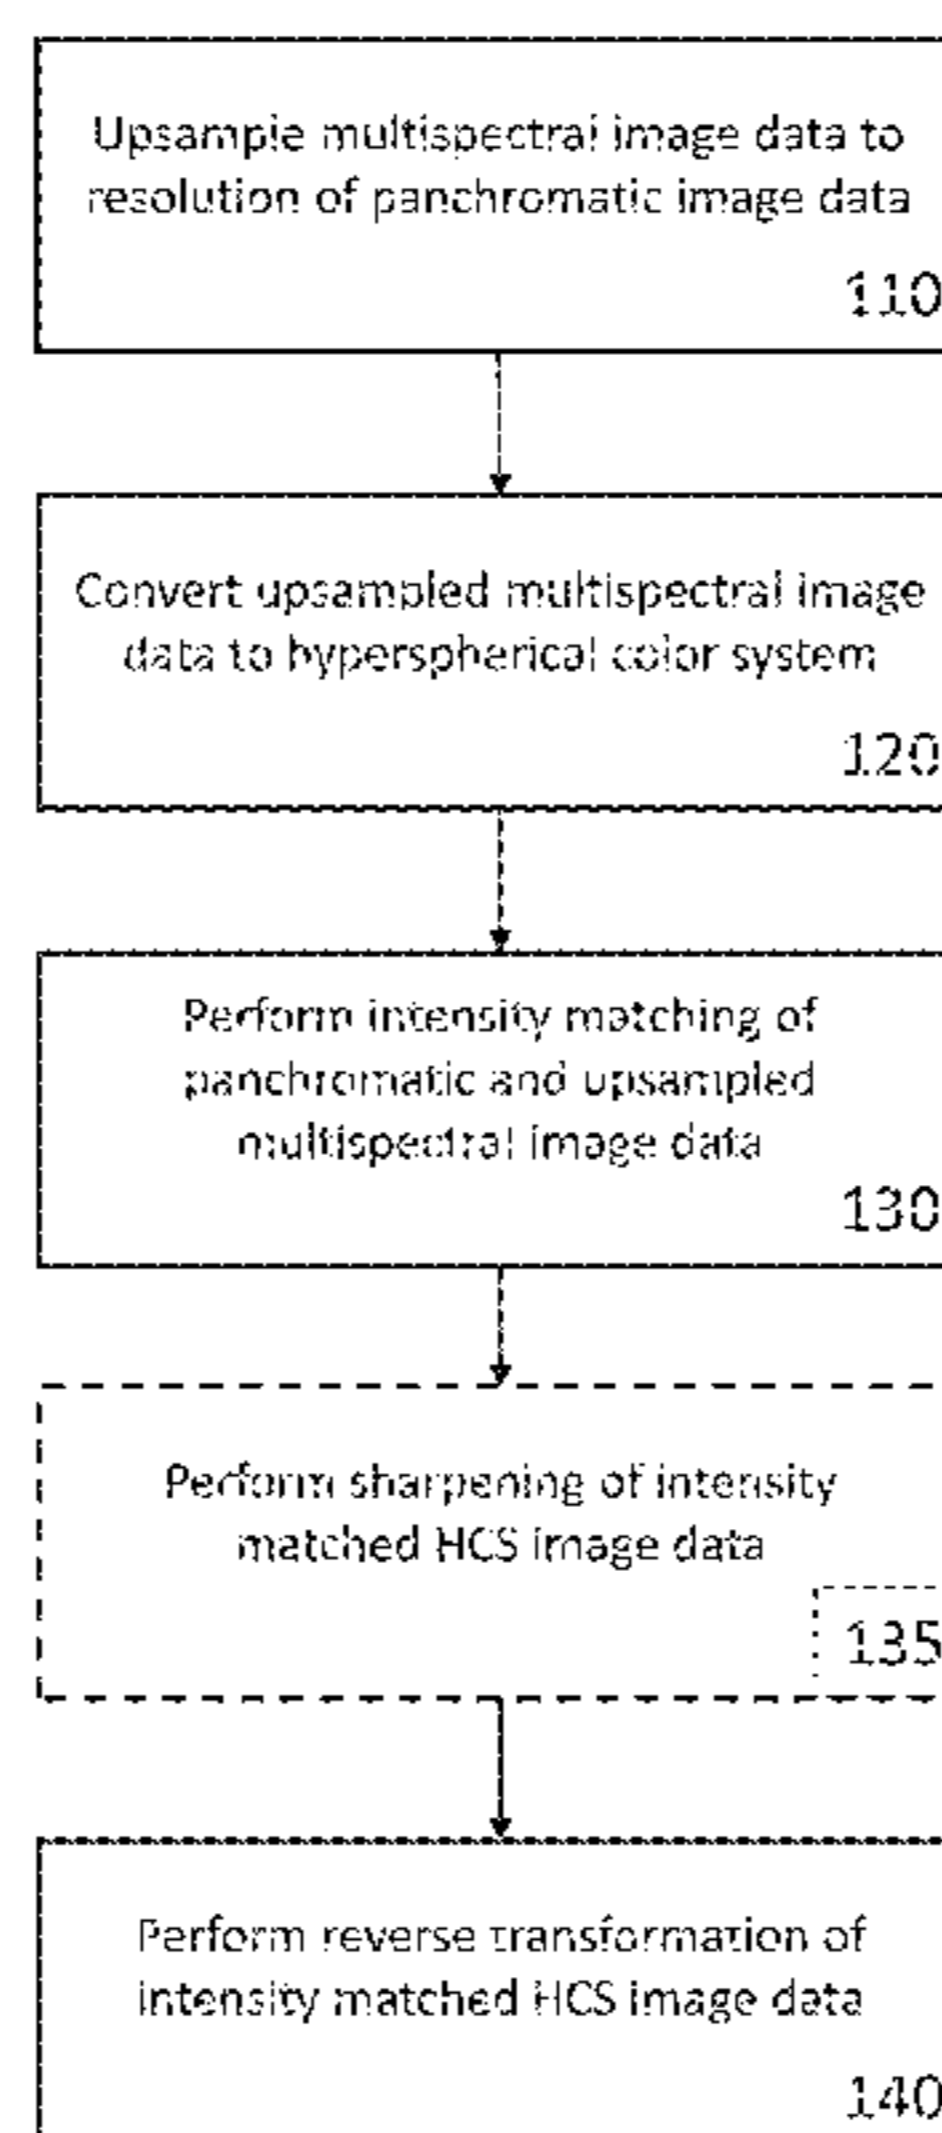 Upsample multispectral image data to
resolution of panchromatic image data
110
Convert upsampled multispectral image
data to hyperspherical color system
120
Perform intensity matching of
panchromatic and upsampled
multispectral image data
130
Perform sharpening of intensity
matched HCS image data
135
Perform reverse transformation of
intensity matched HCS image data
140